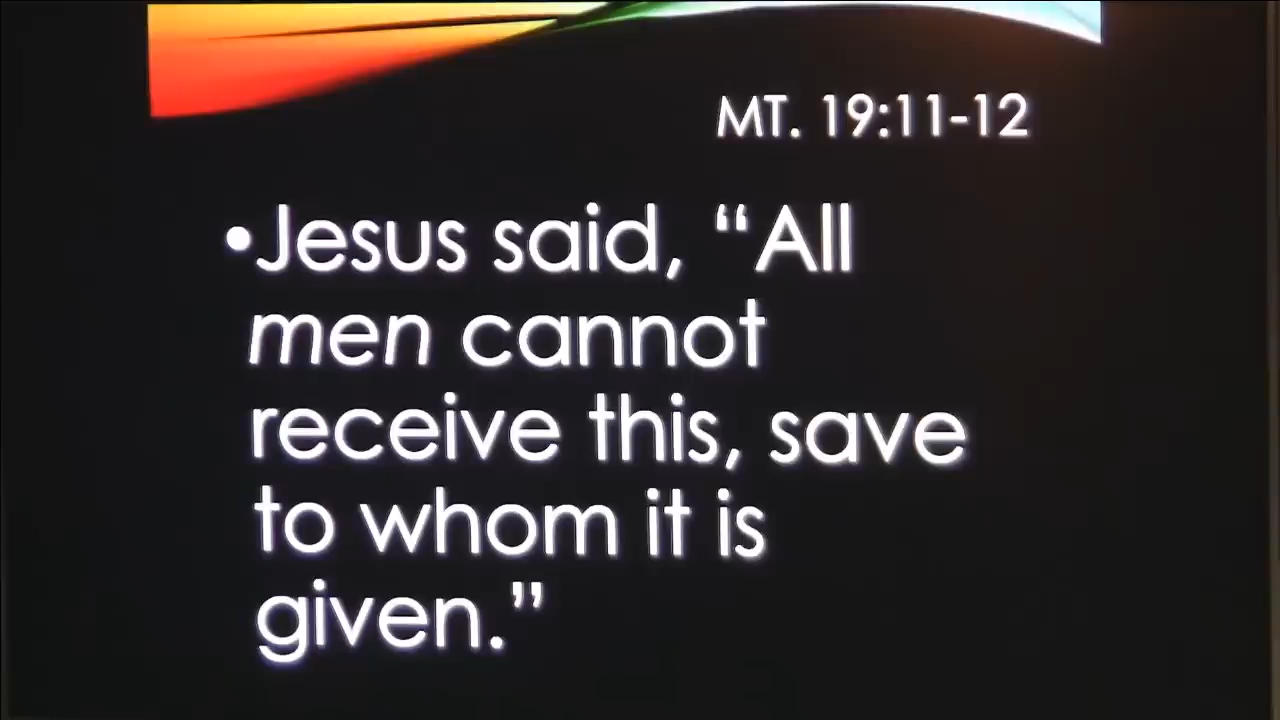 MT. 19:11-12
•Jesus said, “All
men cannot
receive this, save
to whom it is
given.”